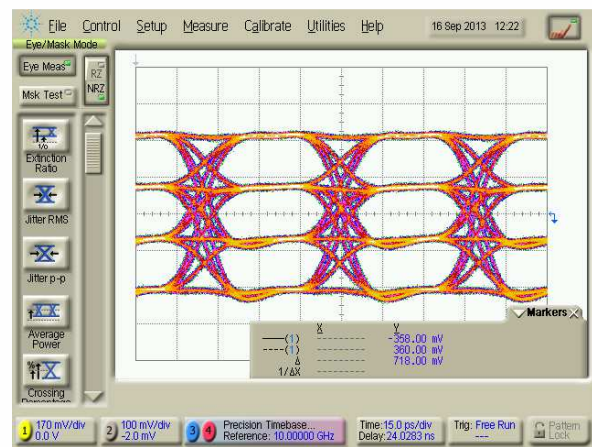 File Control Setup Measure Calibrate Utilities Help 16 Sep 2013 12:22
Eye/Mask Mode
Eye Meas
RZ
Msk Test
NRZ
1/0
Extinction
Ratio
Jitter RMS
Jitter p-p
Average
Power
Crossing
Percentage
Markers
X Y
——(1) --------- -358.00 mV
----(1) --------- 360.00 mV
Δ --------- 718.00 mV
1/ΔX ---------
1 170 mV/div
0.0 V
2 100 mV/div
-2.0 mV
3 4 Precision Timebase...
Reference: 10.00000 GHz
Time:15.0 ps/div
Delay:24.0283 ns
Trig: Free Run
---
Pattern
Lock